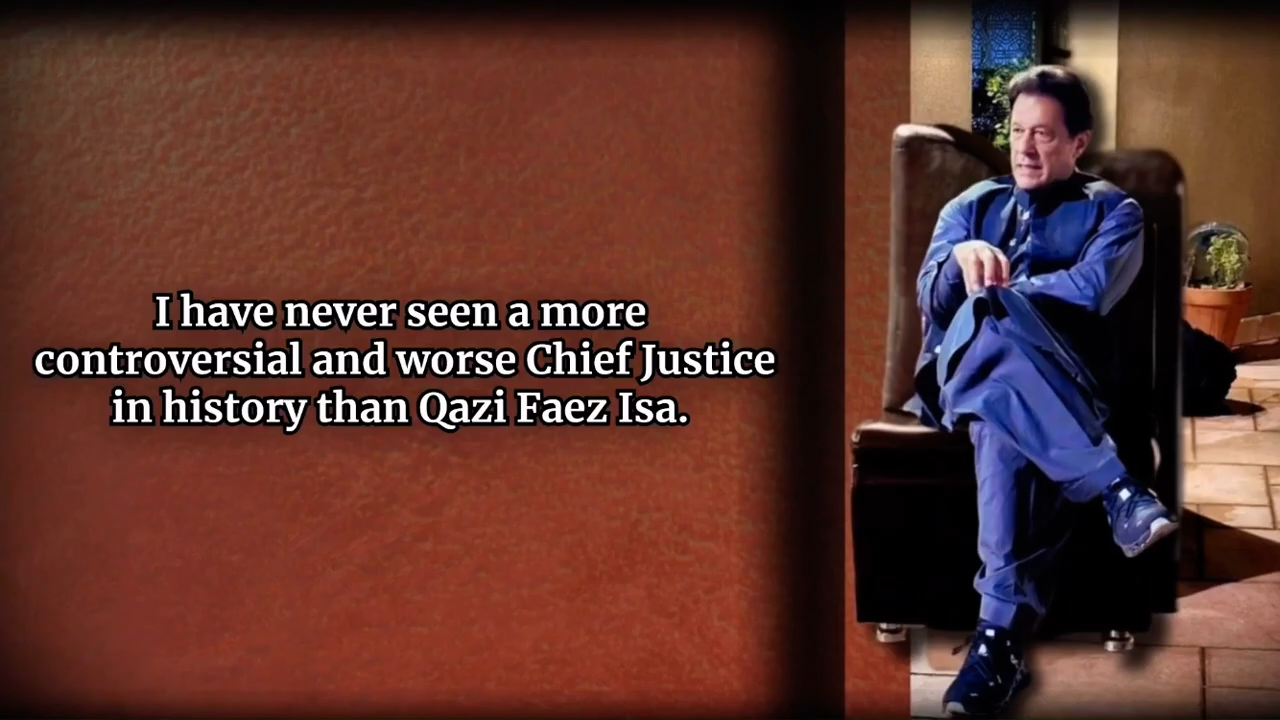 I have never seen a more
controversial and worse Chief Justice
in history than Qazi Faez Isa.